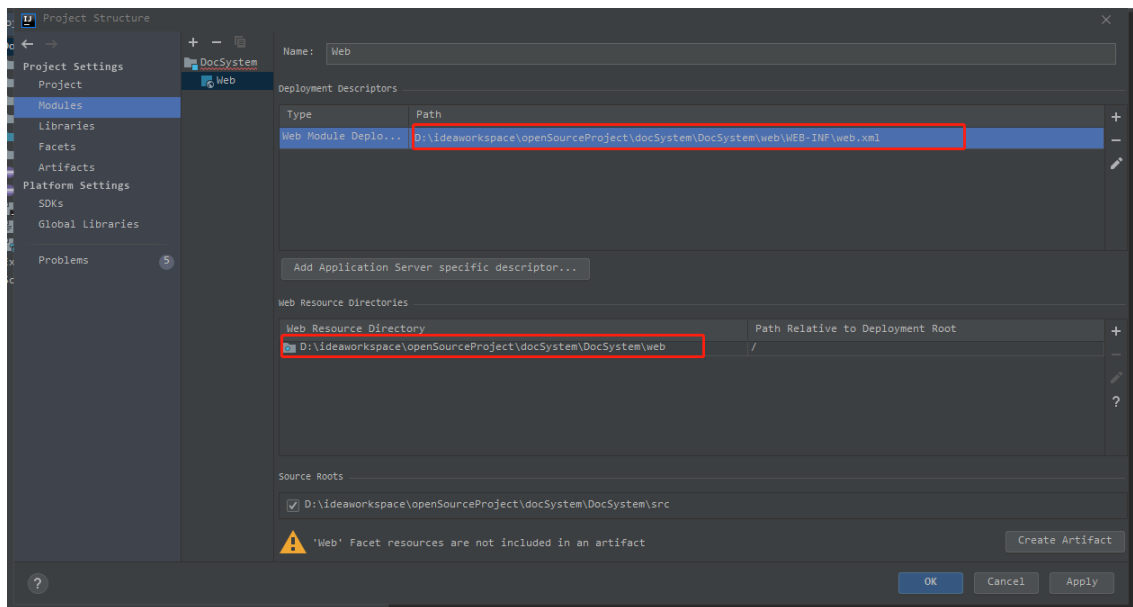 Project Structure
Project Settings
Project
Modules
Libraries
Facets
Artifacts
Platform Settings
SDKs
Global Libraries
Problems 5
DocSystem
Web
Name: Web
Deployment Descriptors
Type Path
Web Module Deplo... D:\ideaworkspace\openSourceProject\docSystem\DocSystem\web\WEB-INF\web.xml
Add Application Server specific descriptor...
Web Resource Directories
Web Resource Directory Path Relative to Deployment Root
D:\ideaworkspace\openSourceProject\docSystem\DocSystem\web /
Source Roots
D:\ideaworkspace\openSourceProject\docSystem\DocSystem\src
'Web' Facet resources are not included in an artifact
Create Artifact
OK Cancel Apply